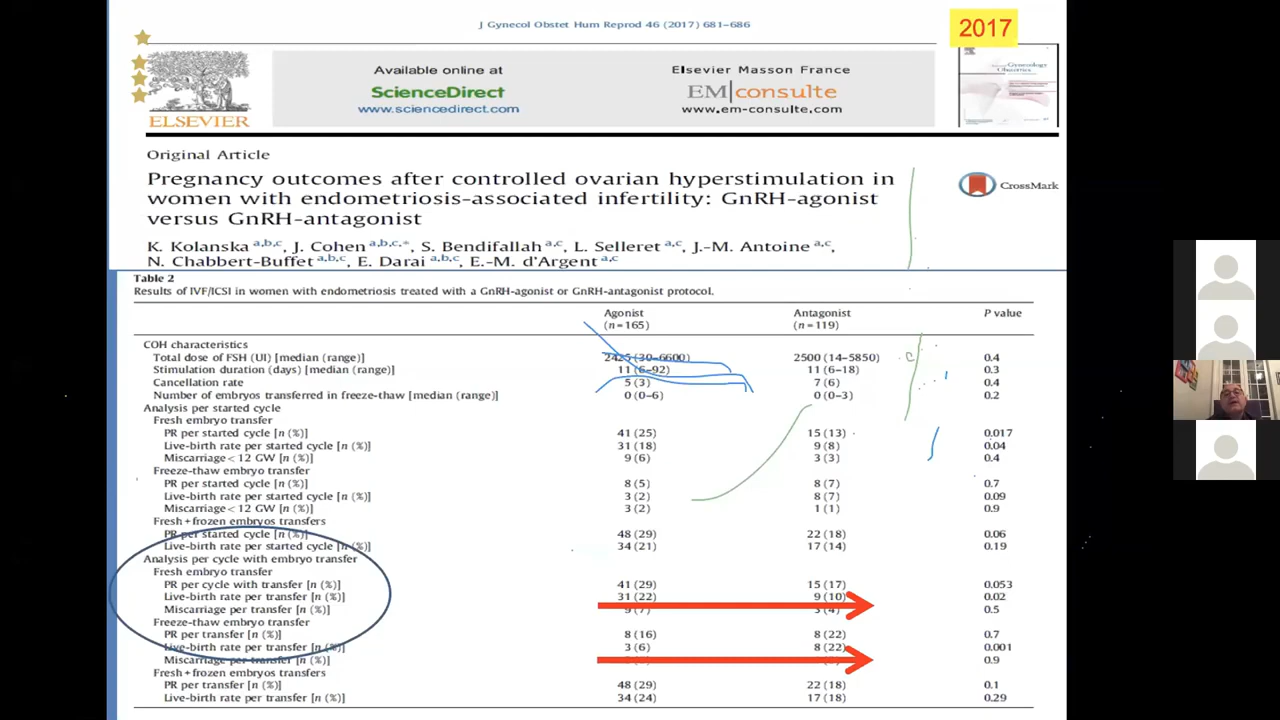 J Gynecol Obstet Hum Reprod 46 (2017) 681–686
2017
Available online at
ScienceDirect
www.sciencedirect.com
Elsevier Masson France
EM|consulte
www.em-consulte.com
ELSEVIER
Original Article
Pregnancy outcomes after controlled ovarian hyperstimulation in
women with endometriosis-associated infertility: GnRH-agonist
versus GnRH-antagonist
CrossMark
K. Kolanska a,b,c, J. Cohen a,b,c,*, S. Bendifallah a,c, L. Selleret a,c, J.-M. Antoine a,c,
N. Chabbert-Buffet a,b,c, E. Darai a,b,c, E.-M. d'Argent a,c
Table 2
Results of IVF/ICSI in women with endometriosis treated with a GnRH-agonist or GnRH-antagonist protocol.
Agonist Antagonist P value
(n = 165) (n = 119)
COH characteristics
Total dose of FSH (UI) [median (range)] 2425 (30–6600) 2500 (14–5850) 0.4
Stimulation duration (days) [median (range)] 11 (6–92) 11 (6–18) 0.3
Cancellation rate 5 (3) 7 (6) 0.4
Number of embryos transferred in freeze-thaw [median (range)] 0 (0–6) 0 (0–3) 0.2
Analysis per started cycle
Fresh embryo transfer
PR per started cycle [n (%)] 41 (25) 15 (13) 0.017
Live-birth rate per started cycle [n (%)] 31 (18) 9 (8) 0.04
Miscarriage < 12 GW [n (%)] 9 (6) 3 (3) 0.4
Freeze-thaw embryo transfer
PR per started cycle [n (%)] 8 (5) 8 (7) 0.7
Live-birth rate per started cycle [n (%)] 3 (2) 8 (7) 0.09
Miscarriage < 12 GW [n (%)] 3 (2) 1 (1) 0.9
Fresh + frozen embryos transfers
PR per started cycle [n (%)] 48 (29) 22 (18) 0.06
Live-birth rate per started cycle [n (%)] 34 (21) 17 (14) 0.19
Analysis per cycle with embryo transfer
Fresh embryo transfer
PR per cycle with transfer [n (%)] 41 (29) 15 (17) 0.053
Live-birth rate per transfer [n (%)] 31 (22) 9 (10) 0.02
Miscarriage per transfer [n (%)] 9 (7) 3 (4) 0.5
Freeze-thaw embryo transfer
PR per transfer [n (%)] 8 (16) 8 (22) 0.7
Live-birth rate per transfer [n (%)] 3 (6) 8 (22) 0.001
Miscarriage per transfer [n (%)] 0.9
Fresh + frozen embryos transfers
PR per transfer [n (%)] 48 (29) 22 (18) 0.1
Live-birth rate per transfer [n (%)] 34 (24) 17 (18) 0.29